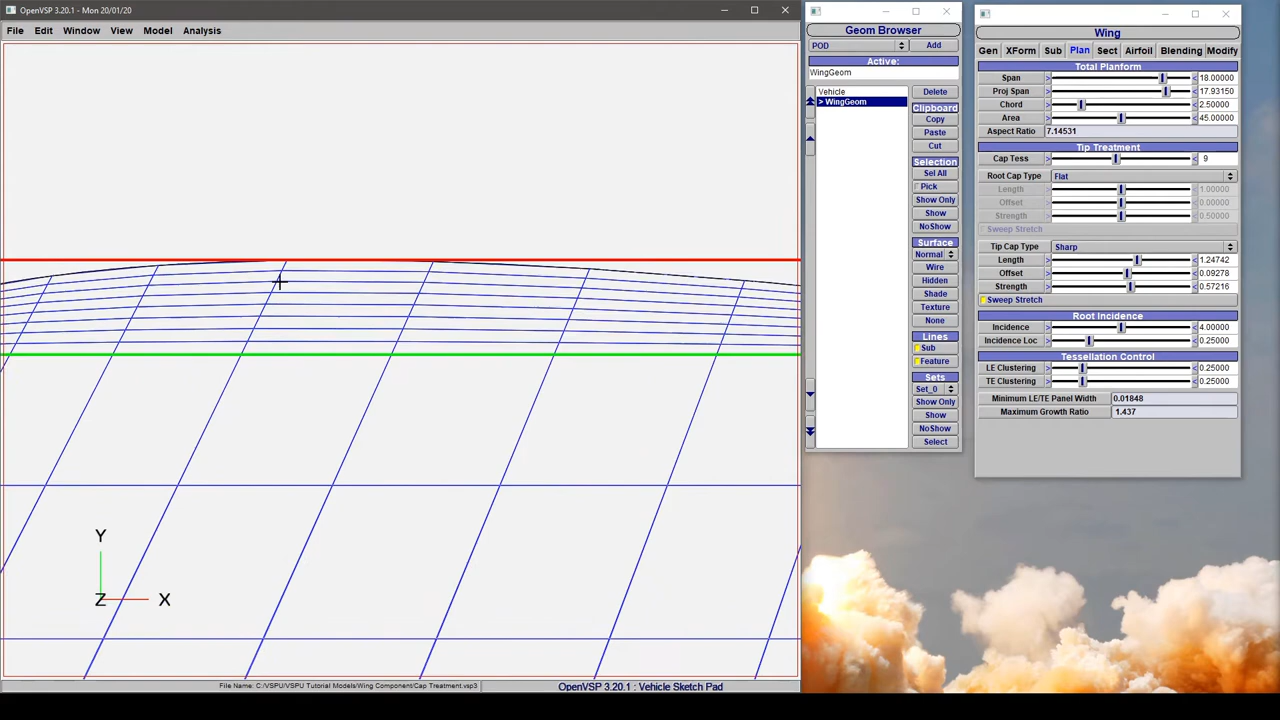 OpenVSP 3.20.1 - Mon 20/01/20
File Edit Window View Model Analysis
Y
Z X
File Name: C:/VSPU/VSPU Tutorial Models/Wing Component/Cap Treatment.vsp3
OpenVSP 3.20.1 : Vehicle Sketch Pad
Geom Browser
POD Add
Active:
WingGeom
Vehicle
> WingGeom
Delete
Clipboard
Copy
Paste
Cut
Selection
Sel All
Pick
Show Only
Show
NoShow
Surface
Normal
Wire
Hidden
Shade
Texture
None
Lines
Sub
Feature
Sets
Set_0
Show Only
Show
NoShow
Select
Wing
Gen XForm Sub Plan Sect Airfoil Blending Modify
Total Planform
Span > < 18.00000
Proj Span > < 17.93150
Chord > < 2.50000
Area > < 45.00000
Aspect Ratio 7.14531
Tip Treatment
Cap Tess > < 9
Root Cap Type Flat
Length > < 1.00000
Offset > < 0.00000
Strength > < 0.50000
Sweep Stretch
Tip Cap Type Sharp
Length > < 1.24742
Offset > < 0.09278
Strength > < 0.57216
Sweep Stretch
Root Incidence
Incidence > < 4.00000
Incidence Loc > < 0.25000
Tessellation Control
LE Clustering > < 0.25000
TE Clustering > < 0.25000
Minimum LE/TE Panel Width 0.01848
Maximum Growth Ratio 1.437